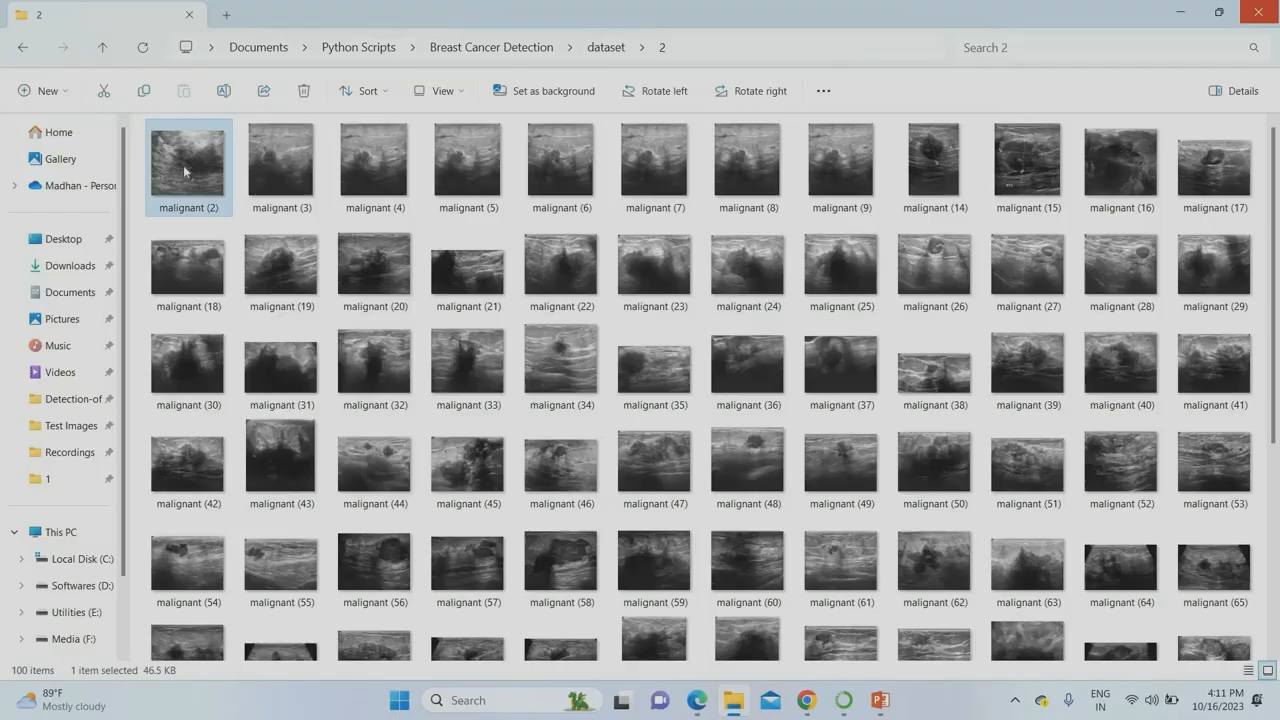 2
Documents > Python Scripts > Breast Cancer Detection > dataset > 2
Search 2
New
Sort
View
Set as background
Rotate left
Rotate right
Details
Home
Gallery
Madhan - Perso
Desktop
Downloads
Documents
Pictures
Music
Videos
Detection-of
Test Images
Recordings
1
This PC
Local Disk (C:)
Softwares (D:)
Utilities (E:)
Media (F:)
malignant (2) malignant (3) malignant (4) malignant (5) malignant (6) malignant (7) malignant (8) malignant (9) malignant (14) malignant (15) malignant (16) malignant (17)
malignant (18) malignant (19) malignant (20) malignant (21) malignant (22) malignant (23) malignant (24) malignant (25) malignant (26) malignant (27) malignant (28) malignant (29)
malignant (30) malignant (31) malignant (32) malignant (33) malignant (34) malignant (35) malignant (36) malignant (37) malignant (38) malignant (39) malignant (40) malignant (41)
malignant (42) malignant (43) malignant (44) malignant (45) malignant (46) malignant (47) malignant (48) malignant (49) malignant (50) malignant (51) malignant (52) malignant (53)
malignant (54) malignant (55) malignant (56) malignant (57) malignant (58) malignant (59) malignant (60) malignant (61) malignant (62) malignant (63) malignant (64) malignant (65)
100 items 1 item selected 46.5 KB
89°F
Mostly cloudy
Search
ENG
IN
4:11 PM
10/16/2023